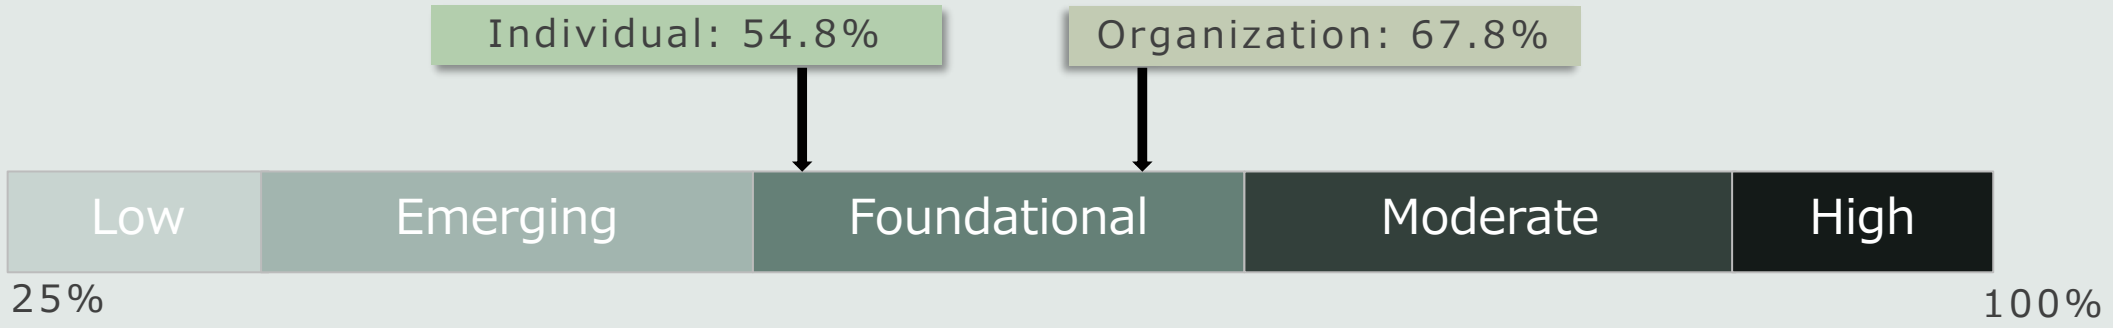 Individual: 54.8%
Organization: 67.8%
Low
Emerging
Foundational
Moderate
High
25%
100%